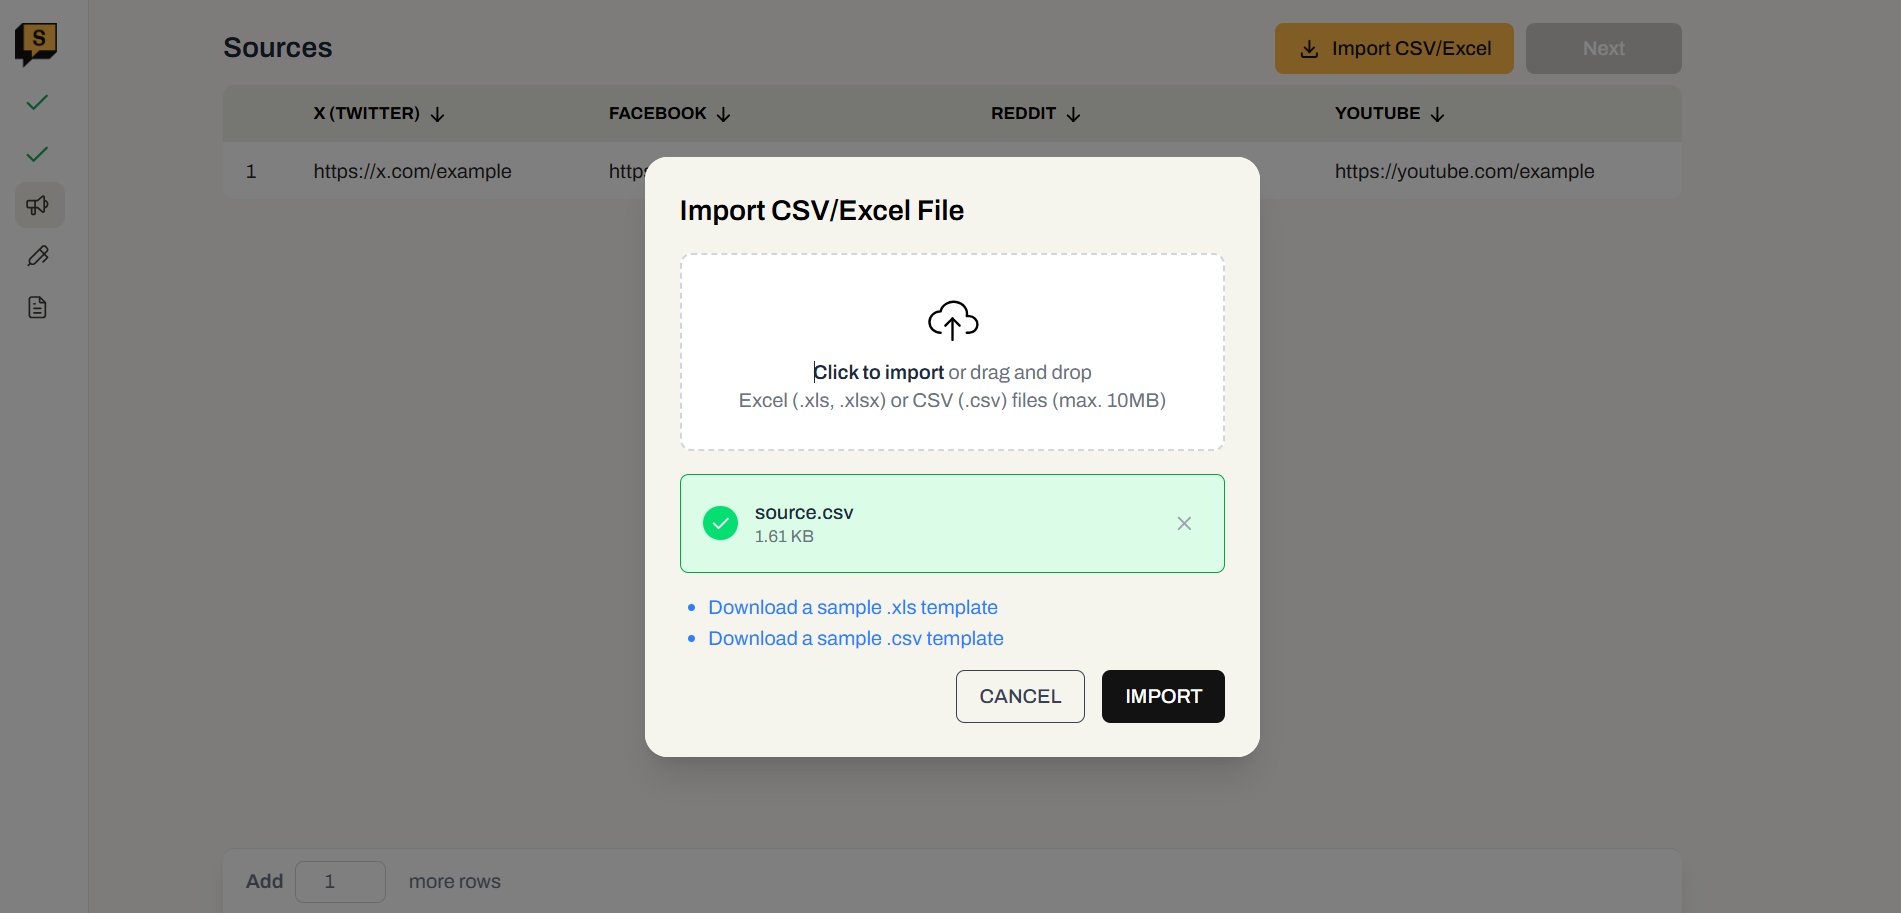 S
Sources
Import CSV/Excel
Next
X (TWITTER)
FACEBOOK
REDDIT
YOUTUBE
1
https://x.com/example
http
https://youtube.com/example
Import CSV/Excel File
Click to import or drag and drop
Excel (.xls, .xlsx) or CSV (.csv) files (max. 10MB)
source.csv
1.61 KB
Download a sample .xls template
Download a sample .csv template
CANCEL
IMPORT
Add 1 more rows